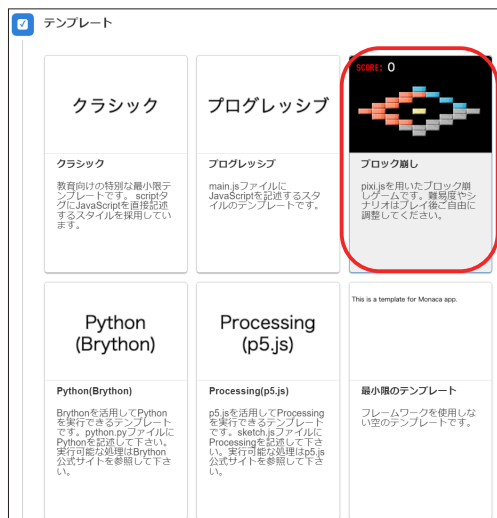 テンプレート
クラシック
クラシック
教育向けの特別な最小限テ
ンプレートです。 scriptタ
グにJavaScriptを直接記述
するスタイルを採用してい
ます。
プログレッシブ
プログレッシブ
main.jsファイルに
JavaScriptを記述するスタ
イルのテンプレートです。
SCORE: 0
ブロック崩し
pixi.jsを用いたブロック崩
しゲームです。難易度やシ
ナリオはプレイ後ご自由に
調整してください。
Python
(Brython)
Python(Brython)
Brythonを活用してPython
を実行できるテンプレート
です。python.pyファイルに
Pythonを記述して下さい。
実行可能な処理はBrython
公式サイトを参照して下さ
い。
Processing
(p5.js)
Processing(p5.js)
p5.jsを活用してProcessing
を実行できるテンプレート
です。sketch.jsファイルに
Processingを記述して下さ
い。実行可能な処理はp5.js
公式サイトを参照して下さ
い。
This is a template for Monaca app.
最小限のテンプレート
フレームワークを使用しな
い空のテンプレートです。